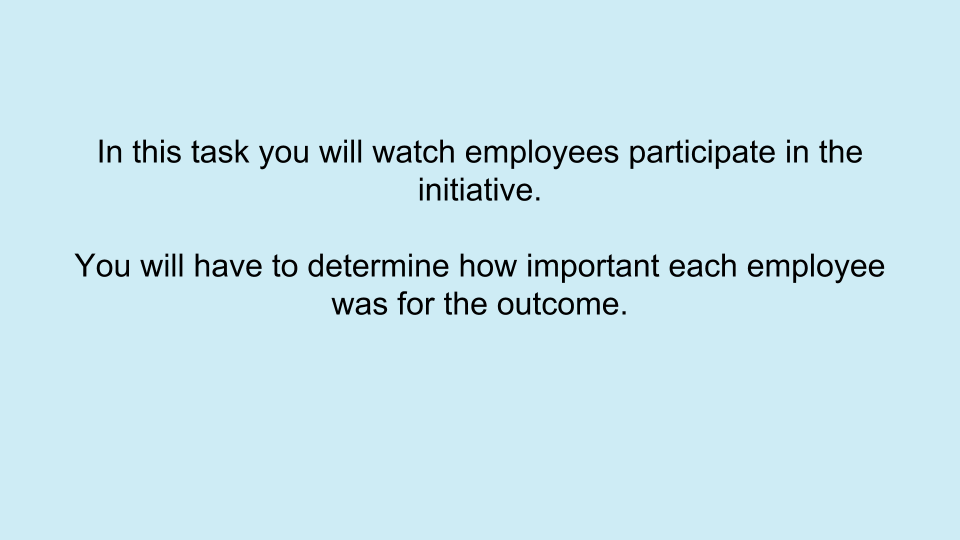 In this task you will watch employees participate in the
initiative.
You will have to determine how important each employee
was for the outcome.